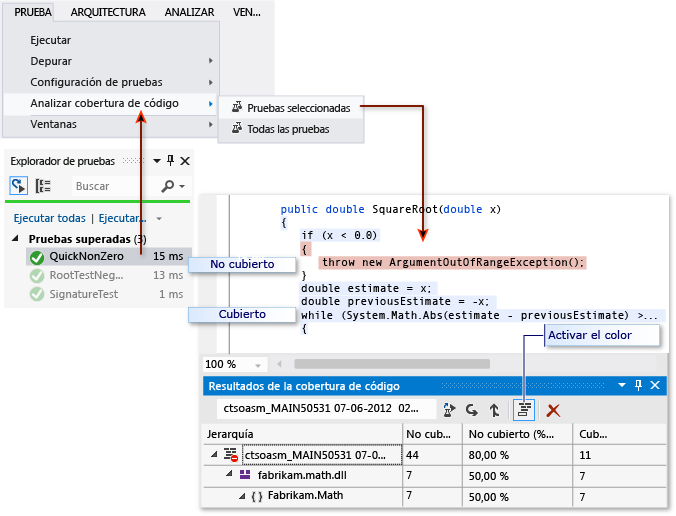 PRUEBA ARQUITECTURA ANALIZAR VEN...
Ejecutar
Depurar
Configuración de pruebas
Analizar cobertura de código
Ventanas
Pruebas seleccionadas
Todas las pruebas
Explorador de pruebas
Buscar
Ejecutar todas | Ejecutar...
Pruebas superadas (3)
QuickNonZero 15 ms
RootTestNeg... 13 ms
SignatureTest 1 ms
public double SquareRoot(double x)
{
if (x < 0.0)
{
No cubierto
throw new ArgumentOutOfRangeException();
}
double estimate = x;
double previousEstimate = -x;
Cubierto
while (System.Math.Abs(estimate - previousEstimate) >...
{
Activar el color
100 %
Resultados de la cobertura de código
ctsoasm_MAIN50531 07-06-2012 02...
Jerarquía No cub... No cubierto (%... Cub...
ctsoasm_MAIN50531 07-0... 44 80,00 % 11
fabrikam.math.dll 7 50,00 % 7
{ } Fabrikam.Math 7 50,00 % 7